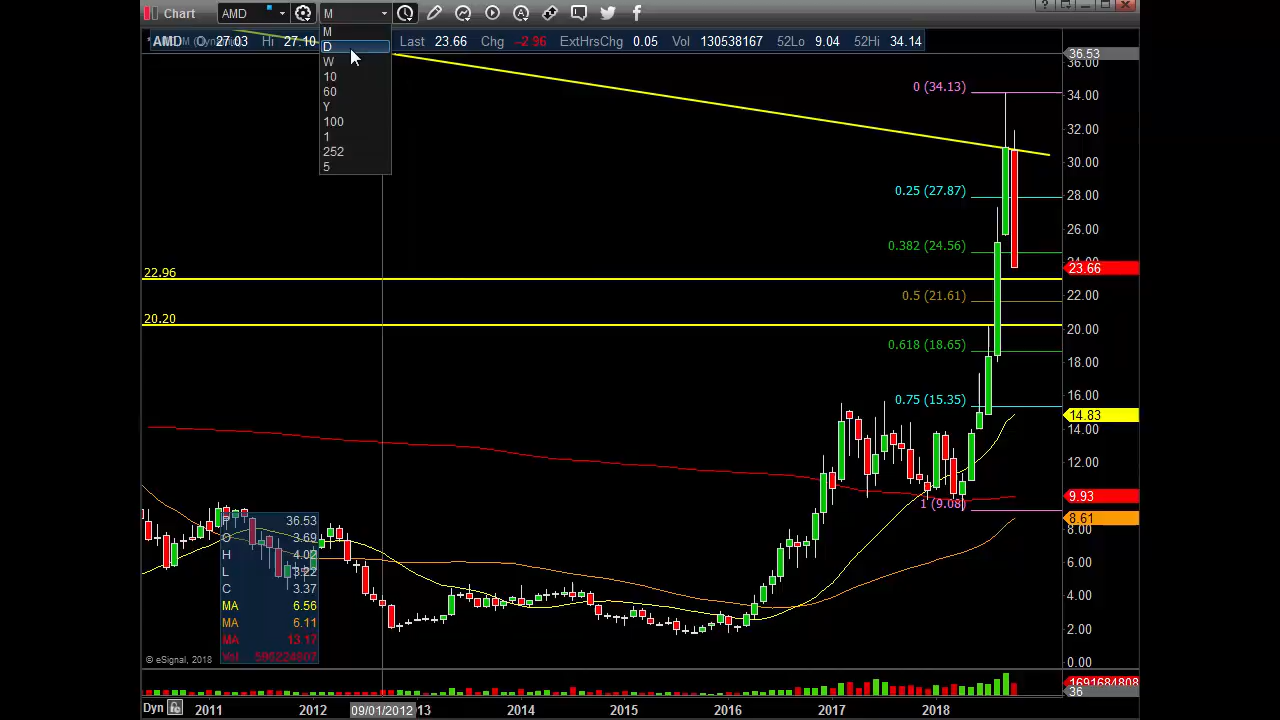 Chart AMD M
AMD O 27.03 Hi 27.10 Last 23.66 Chg -2.96 ExtHrsChg 0.05 Vol 130538167 52Lo 9.04 52Hi 34.14
M
D
W
10
60
Y
100
1
252
5
36.53
36.00
34.00
32.00
30.00
28.00
26.00
24.00
23.66
22.00
20.00
18.00
16.00
14.83
14.00
12.00
9.93
8.61
8.00
6.00
4.00
2.00
0.00
0 (34.13)
0.25 (27.87)
0.382 (24.56)
22.96
0.5 (21.61)
20.20
0.618 (18.65)
0.75 (15.35)
1 (9.08)
P 36.53
O 3.69
H 4.02
L 3.22
C 3.37
MA 6.56
MA 6.11
MA 13.17
Vol 596224807
© eSignal, 2018
1691684808
36
Dyn 2011 2012 09/01/2012 13 2014 2015 2016 2017 2018